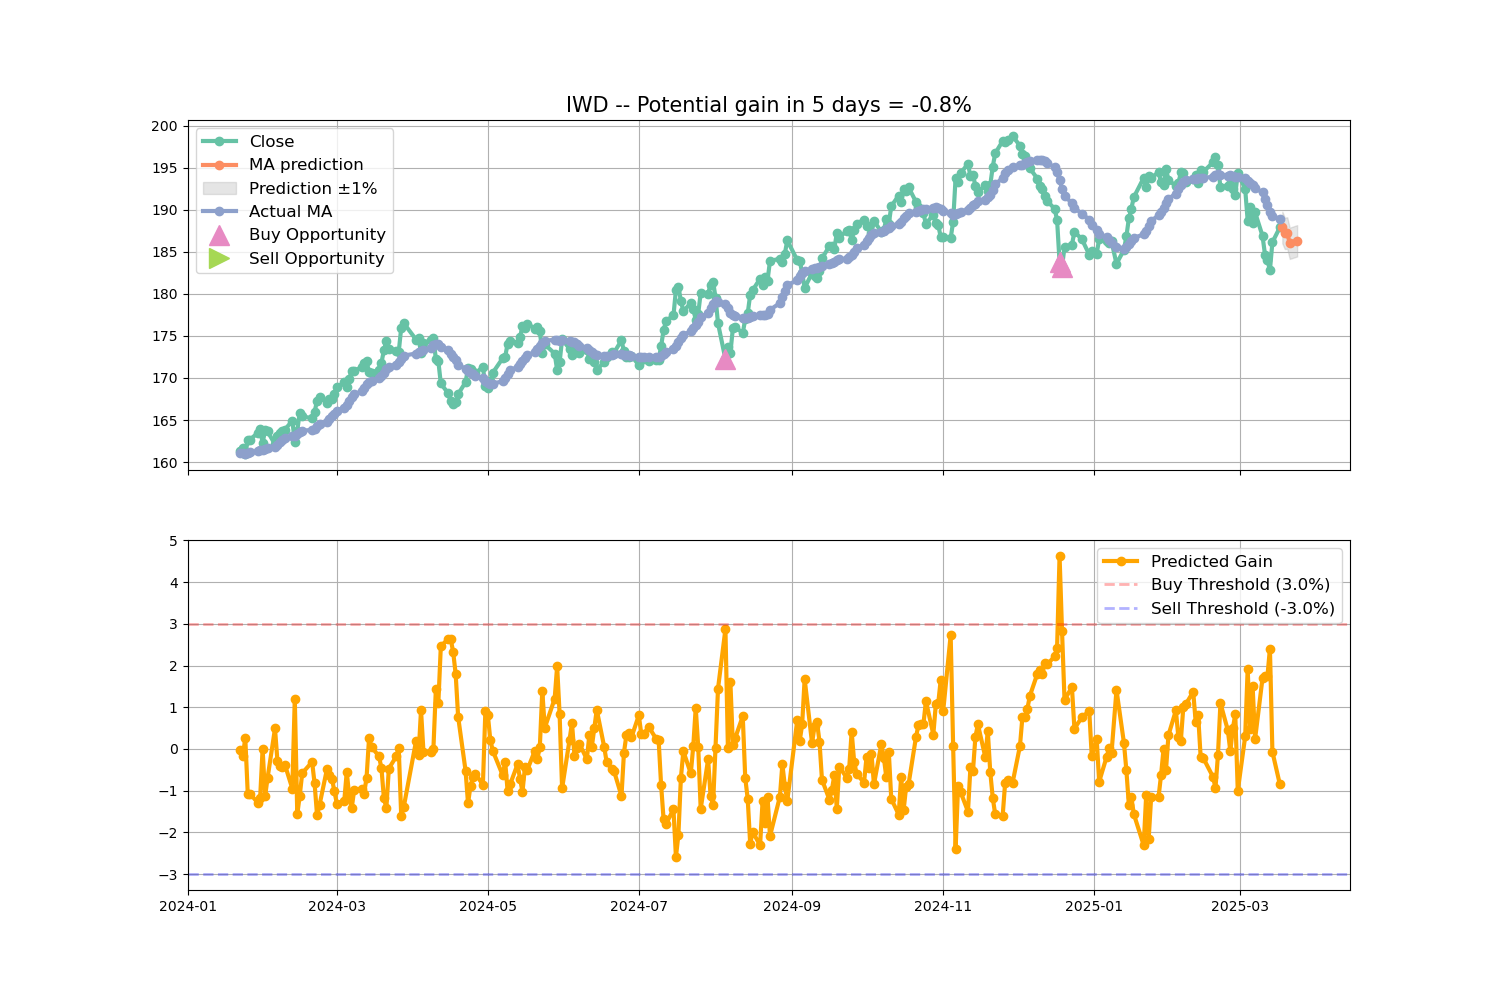 IWD -- Potential gain in 5 days = -0.8%
200
195
190
185
180
175
170
165
160
Close
MA prediction
Prediction ±1%
Actual MA
Buy Opportunity
Sell Opportunity
5
4
3
2
1
0
−1
−2
−3
Predicted Gain
Buy Threshold (3.0%)
Sell Threshold (-3.0%)
2024-01
2024-03
2024-05
2024-07
2024-09
2024-11
2025-01
2025-03